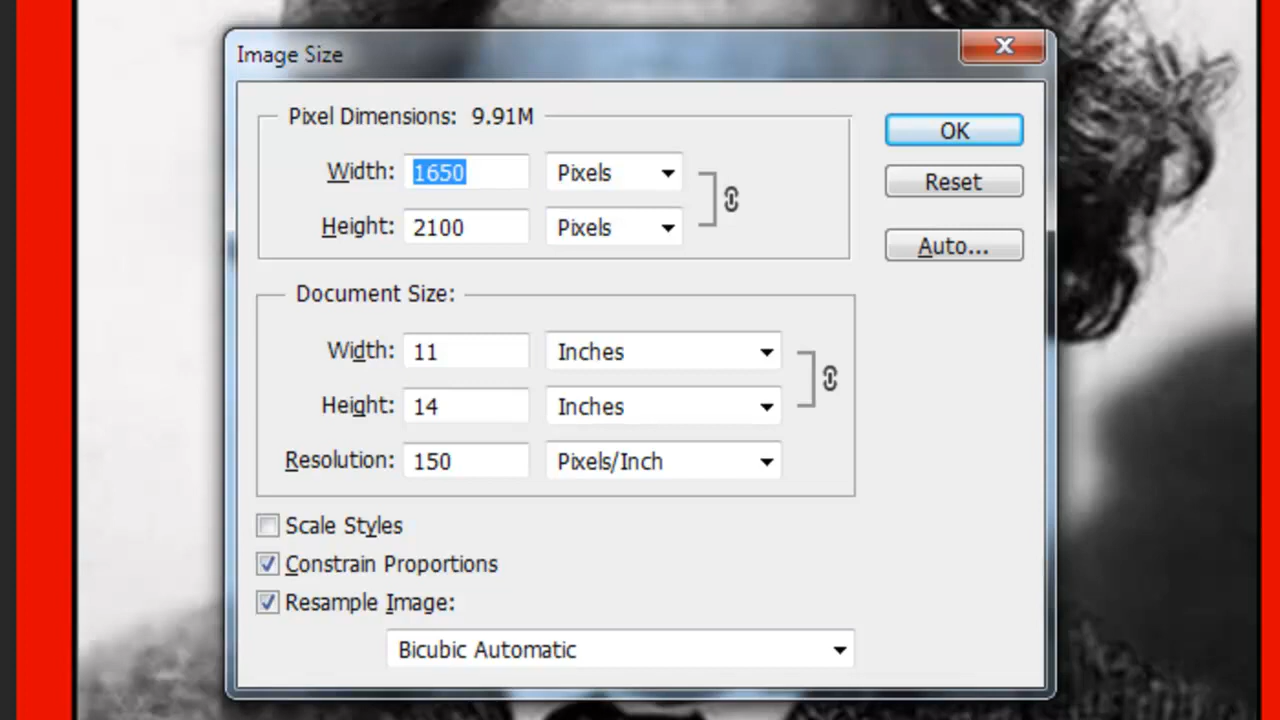 Image Size
Pixel Dimensions: 9.91M
Width: 1650 Pixels
Height: 2100 Pixels
OK
Reset
Auto...
Document Size:
Width: 11 Inches
Height: 14 Inches
Resolution: 150 Pixels/Inch
Scale Styles
Constrain Proportions
Resample Image:
Bicubic Automatic